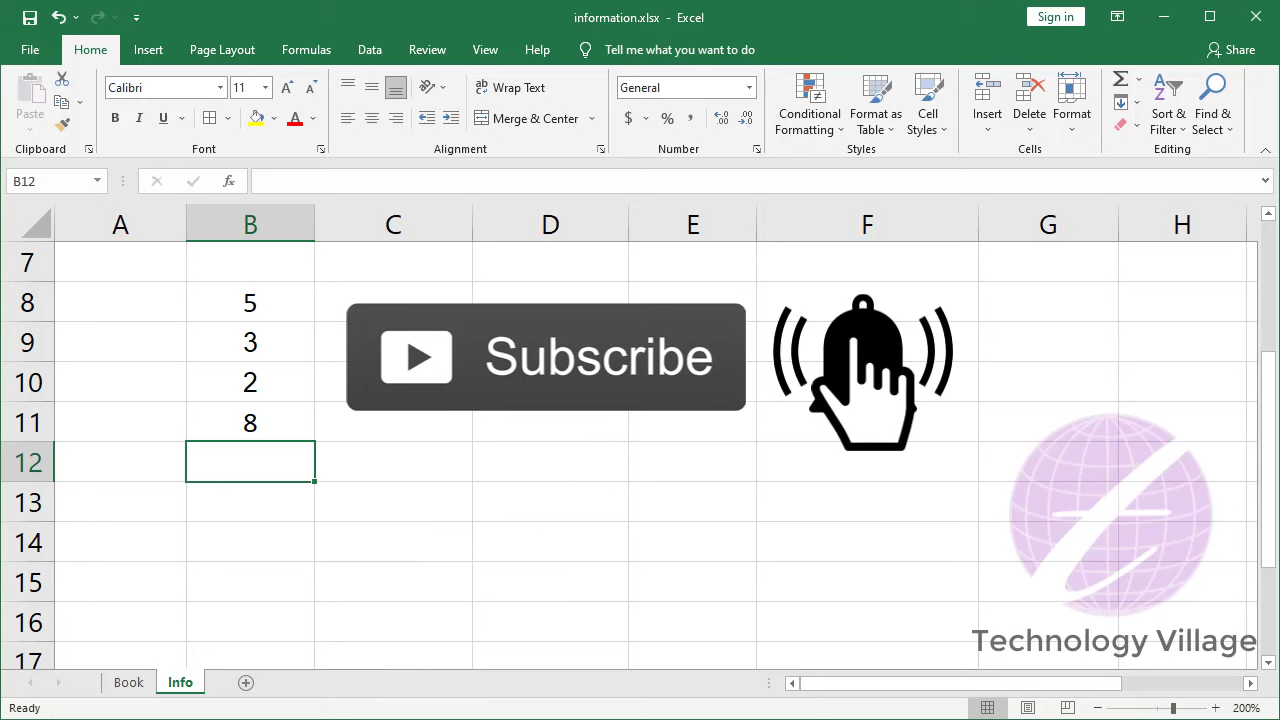 information.xlsx - Excel
Sign in
File Home Insert Page Layout Formulas Data Review View Help Tell me what you want to do Share
Paste
Calibri 11
Wrap Text
General
Conditional Formatting
Format as Table
Cell Styles
Insert Delete Format
Sort & Filter
Find & Select
B I U
Merge & Center
$ % ,
Clipboard Font Alignment Number Styles Cells Editing
B12 fx
A B C D E F G H
7
8 5
9 3
10 2
11 8
12
13
14
15
16
17
Subscribe
Technology Village
Book Info
Ready 200%